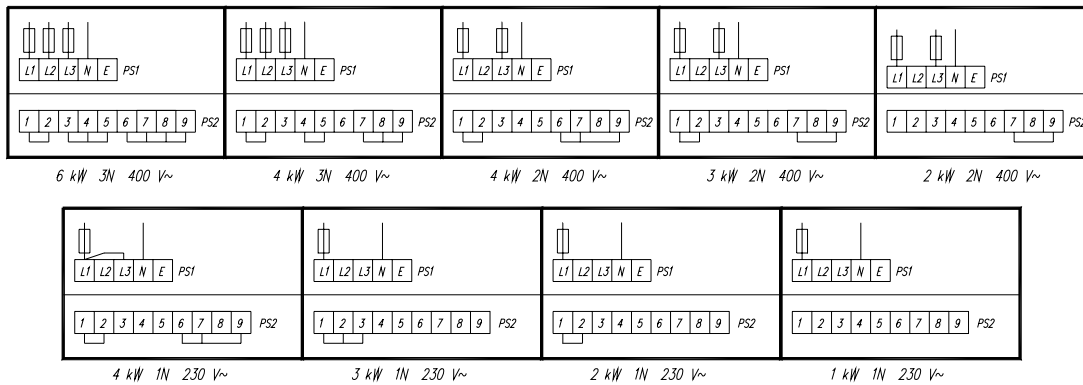 L1 L2 L3 N E PS1 L1 L2 L3 N E PS1 L1 L2 L3 N E PS1 L1 L2 L3 N E PS1 L1 L2 L3 N E PS1
1 2 3 4 5 6 7 8 9 PS2 1 2 3 4 5 6 7 8 9 PS2 1 2 3 4 5 6 7 8 9 PS2 1 2 3 4 5 6 7 8 9 PS2 1 2 3 4 5 6 7 8 9 PS2
6 kW 3N 400 V~ 4 kW 3N 400 V~ 4 kW 2N 400 V~ 3 kW 2N 400 V~ 2 kW 2N 400 V~
L1 L2 L3 N E PS1 L1 L2 L3 N E PS1 L1 L2 L3 N E PS1 L1 L2 L3 N E PS1
1 2 3 4 5 6 7 8 9 PS2 1 2 3 4 5 6 7 8 9 PS2 1 2 3 4 5 6 7 8 9 PS2 1 2 3 4 5 6 7 8 9 PS2
4 kW 1N 230 V~ 3 kW 1N 230 V~ 2 kW 1N 230 V~ 1 kW 1N 230 V~